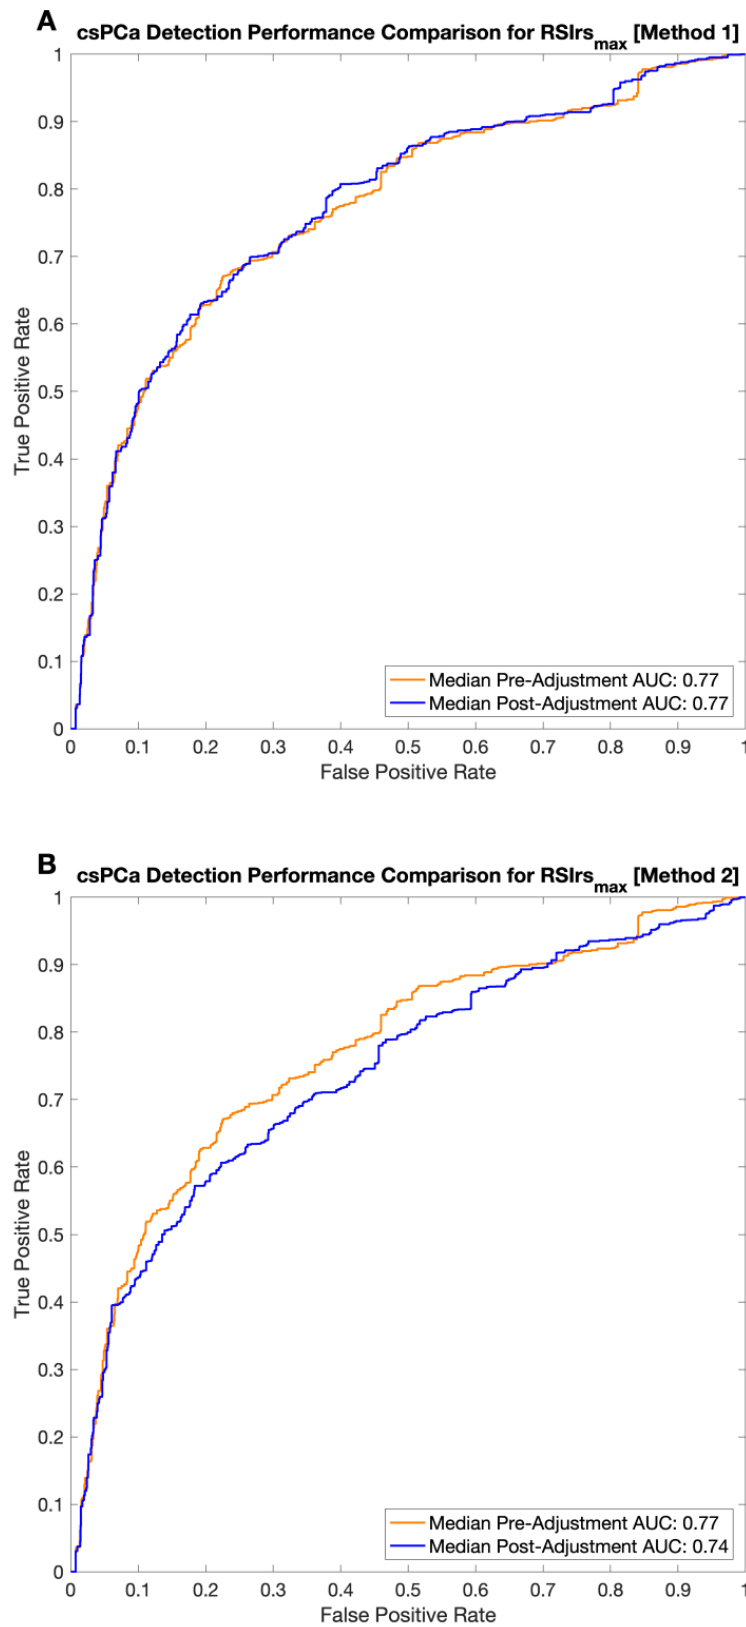 A
csPCa Detection Performance Comparison for RSIrs_max [Method 1]
1
0.9
0.8
0.7
0.6
0.5
0.4
0.3
0.2
0.1
0
True Positive Rate
Median Pre-Adjustment AUC: 0.77
Median Post-Adjustment AUC: 0.77
0 0.1 0.2 0.3 0.4 0.5 0.6 0.7 0.8 0.9 1
False Positive Rate
B
csPCa Detection Performance Comparison for RSIrs_max [Method 2]
1
0.9
0.8
0.7
0.6
0.5
0.4
0.3
0.2
0.1
0
True Positive Rate
Median Pre-Adjustment AUC: 0.77
Median Post-Adjustment AUC: 0.74
0 0.1 0.2 0.3 0.4 0.5 0.6 0.7 0.8 0.9 1
False Positive Rate